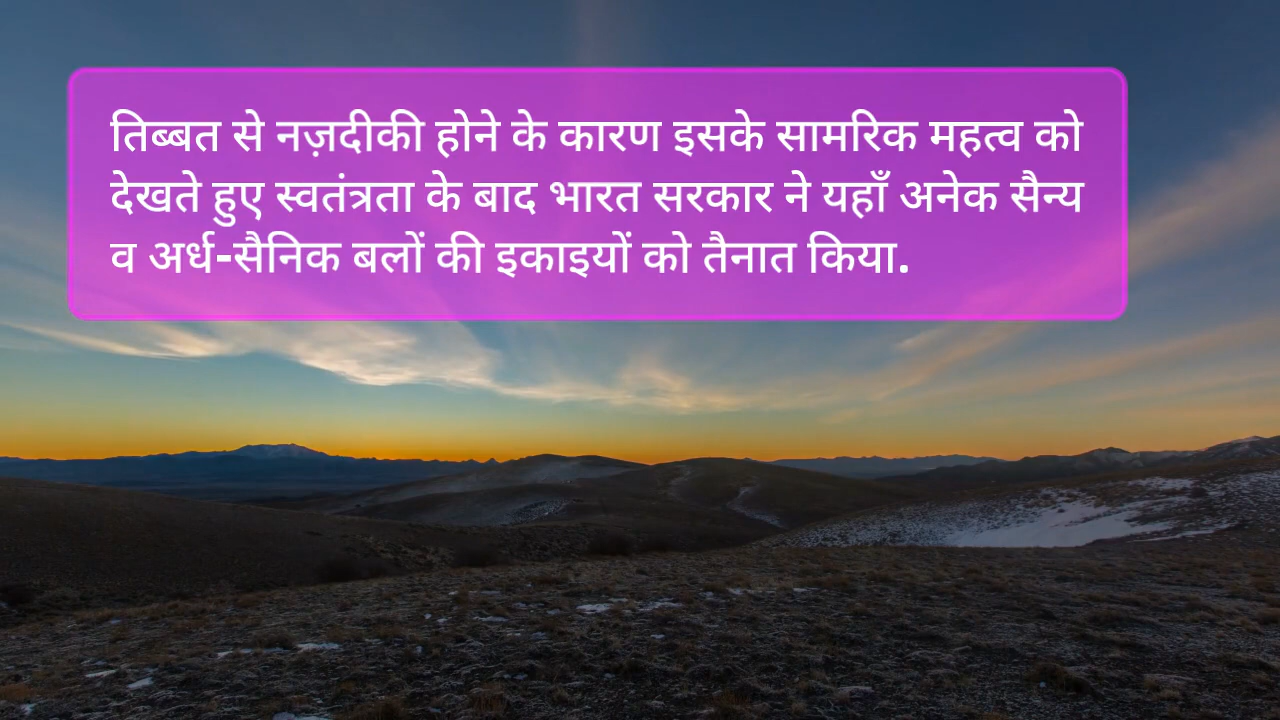 तिब्बत से नज़दीकी होने के कारण इसके सामरिक महत्व को
देखते हुए स्वतंत्रता के बाद भारत सरकार ने यहाँ अनेक सैन्य
व अर्ध-सैनिक बलों की इकाइयों को तैनात किया.